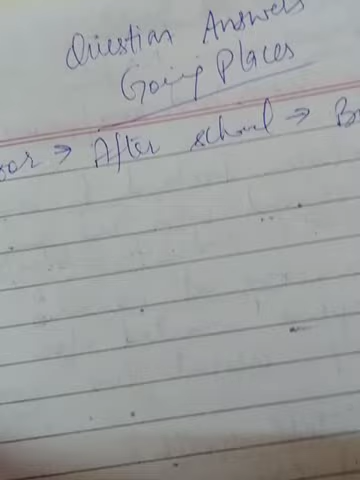 Question Answers
Going Places
→ After school →